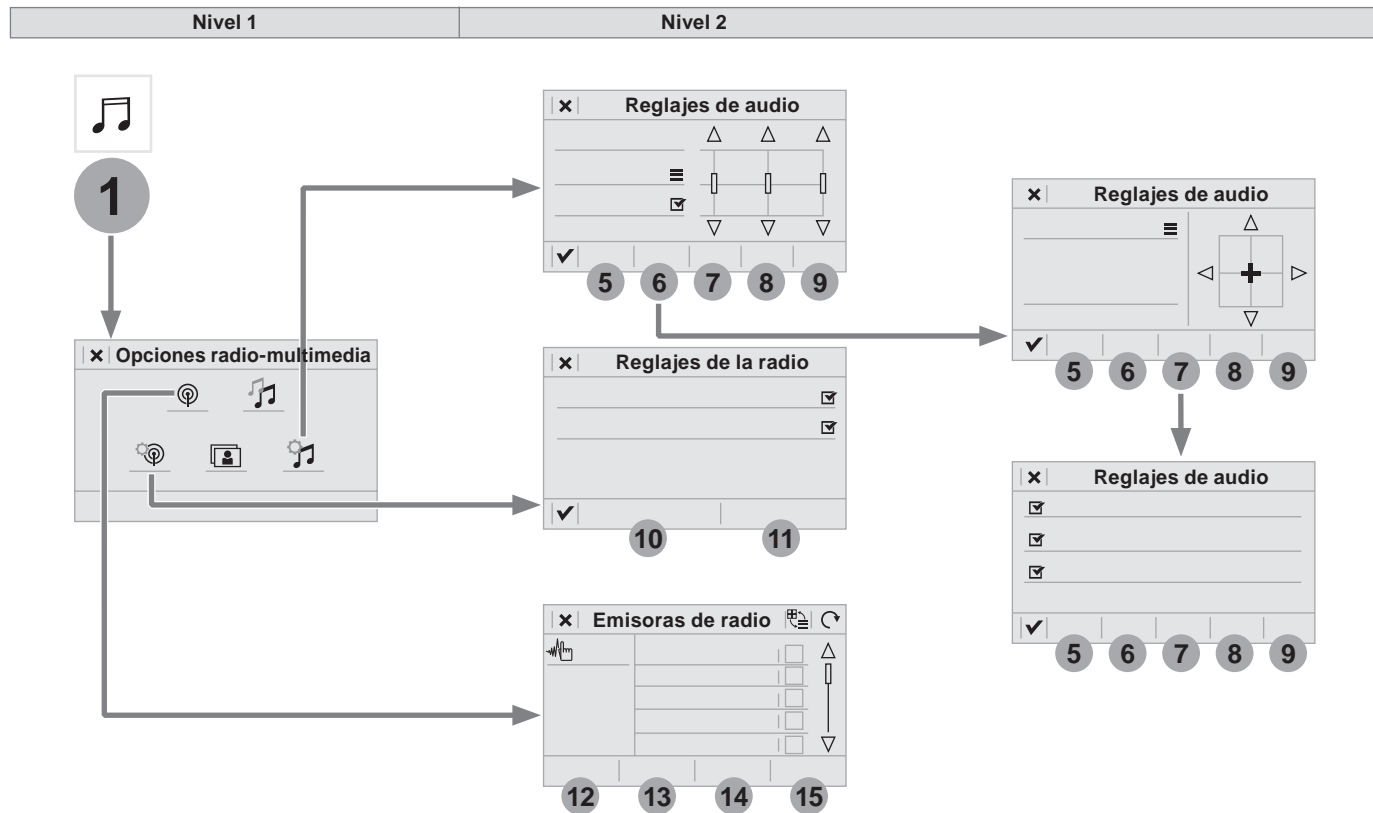 Nivel 1
Nivel 2
1
Opciones radio-multimedia
Reglajes de audio
5 6 7 8 9
Reglajes de audio
5 6 7 8 9
Reglajes de la radio
10 11
Reglajes de audio
5 6 7 8 9
Emisoras de radio
12 13 14 15